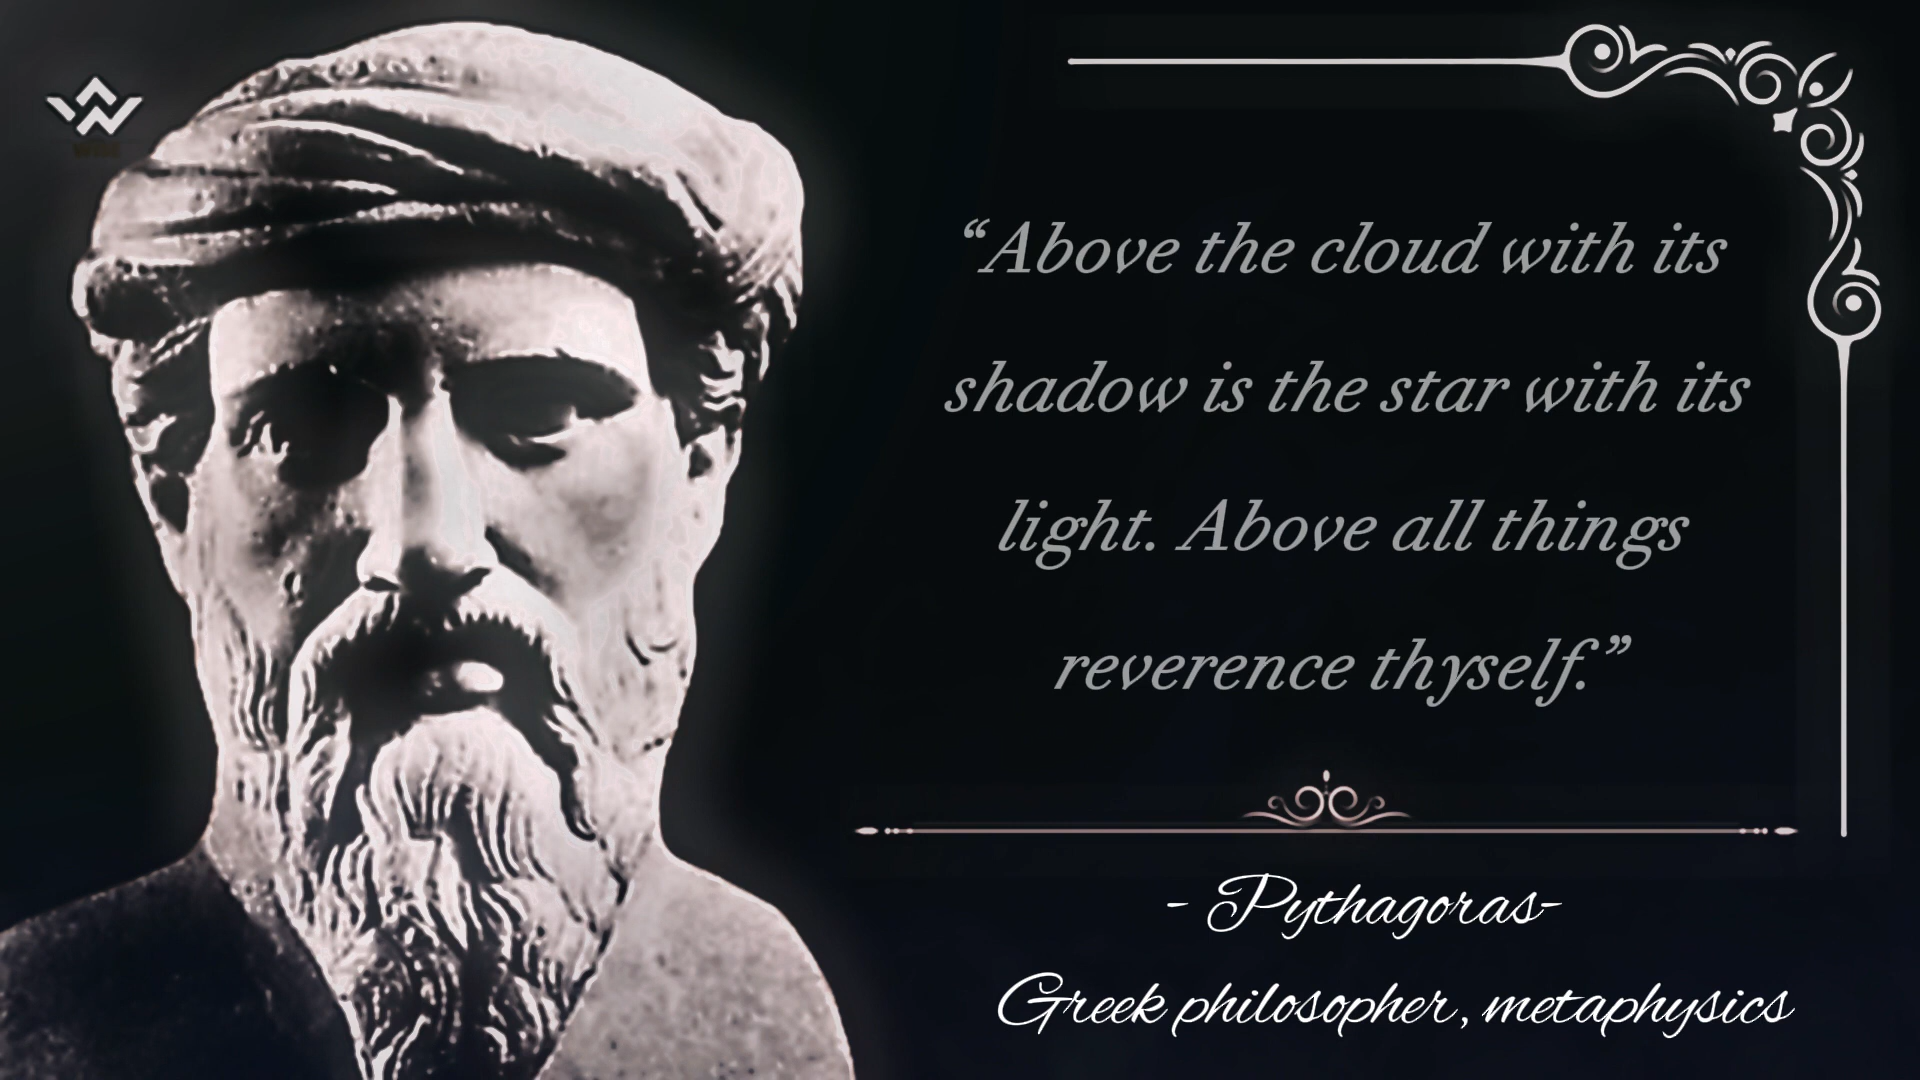 “Above the cloud with its
shadow is the star with its
light. Above all things
reverence thyself.”
- Pythagoras-
Greek philosopher, metaphysics